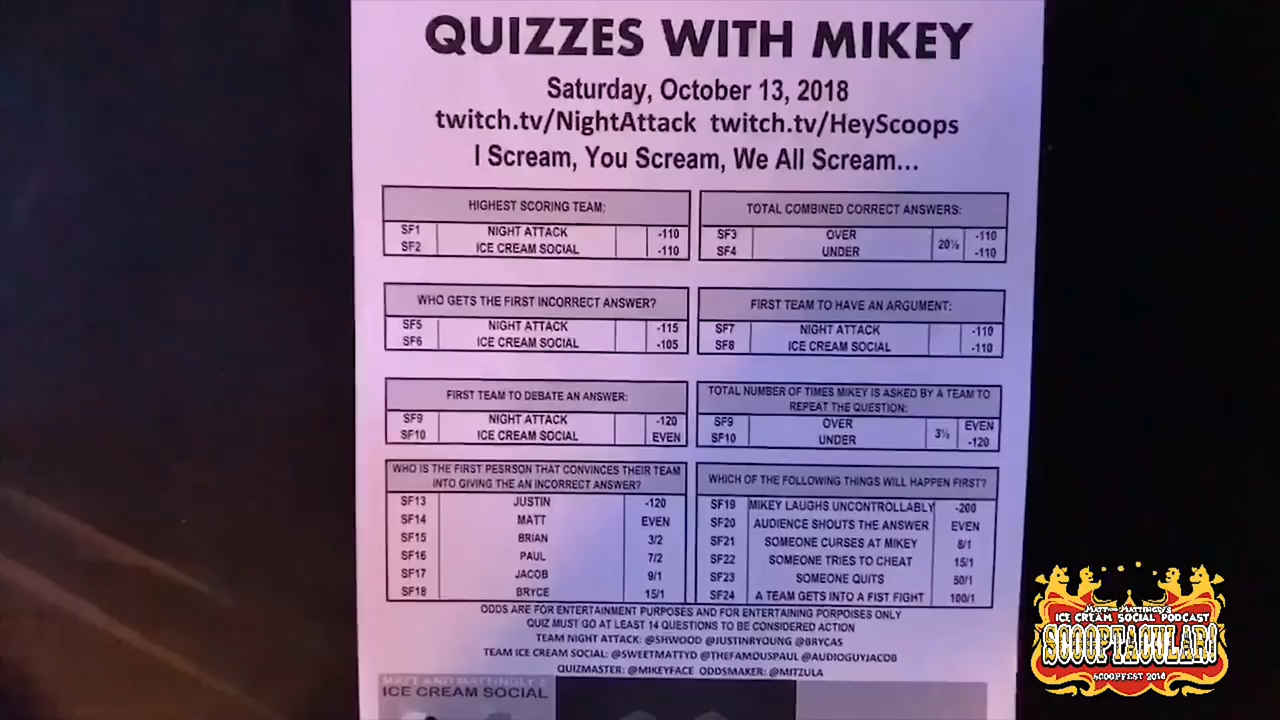 QUIZZES WITH MIKEY
Saturday, October 13, 2018
twitch.tv/NightAttack twitch.tv/HeyScoops
I Scream, You Scream, We All Scream...
HIGHEST SCORING TEAM:
SF1 NIGHT ATTACK -110
SF2 ICE CREAM SOCIAL -110
TOTAL COMBINED CORRECT ANSWERS:
SF3 OVER 20½ -110
SF4 UNDER -110
WHO GETS THE FIRST INCORRECT ANSWER?
SF5 NIGHT ATTACK -115
SF6 ICE CREAM SOCIAL -105
FIRST TEAM TO HAVE AN ARGUMENT:
SF7 NIGHT ATTACK -110
SF8 ICE CREAM SOCIAL -110
FIRST TEAM TO DEBATE AN ANSWER:
SF9 NIGHT ATTACK -120
SF10 ICE CREAM SOCIAL EVEN
TOTAL NUMBER OF TIMES MIKEY IS ASKED BY A TEAM TO
REPEAT THE QUESTION:
SF9 OVER 3½ EVEN
SF10 UNDER -120
WHO IS THE FIRST PESRSON THAT CONVINCES THEIR TEAM
INTO GIVING THE AN INCORRECT ANSWER?
SF13 JUSTIN -120
SF14 MATT EVEN
SF15 BRIAN 3/2
SF16 PAUL 7/2
SF17 JACOB 9/1
SF18 BRYCE 15/1
WHICH OF THE FOLLOWING THINGS WILL HAPPEN FIRST?
SF19 MIKEY LAUGHS UNCONTROLLABLY -200
SF20 AUDIENCE SHOUTS THE ANSWER EVEN
SF21 SOMEONE CURSES AT MIKEY 8/1
SF22 SOMEONE TRIES TO CHEAT 15/1
SF23 SOMEONE QUITS 50/1
SF24 A TEAM GETS INTO A FIST FIGHT 100/1
ODDS ARE FOR ENTERTAINMENT PURPOSES AND FOR ENTERTAINING PORPOISES ONLY
QUIZ MUST GO AT LEAST 14 QUESTIONS TO BE CONSIDERED ACTION
TEAM NIGHT ATTACK: @SHWOOD @JUSTINRYOUNG @BRYCAS
TEAM ICE CREAM SOCIAL: @SWEETMATTYD @THEFAMOUSPAUL @AUDIOGUYJACOB
QUIZMASTER: @MIKEYFACE ODDSMAKER: @MITZULA
MATT AND MATTINGLY'S
ICE CREAM SOCIAL
MATT AND MATTINGLY'S
ICE CREAM SOCIAL PODCAST
SCOOPTACULAR!
SCOOPFEST 2018